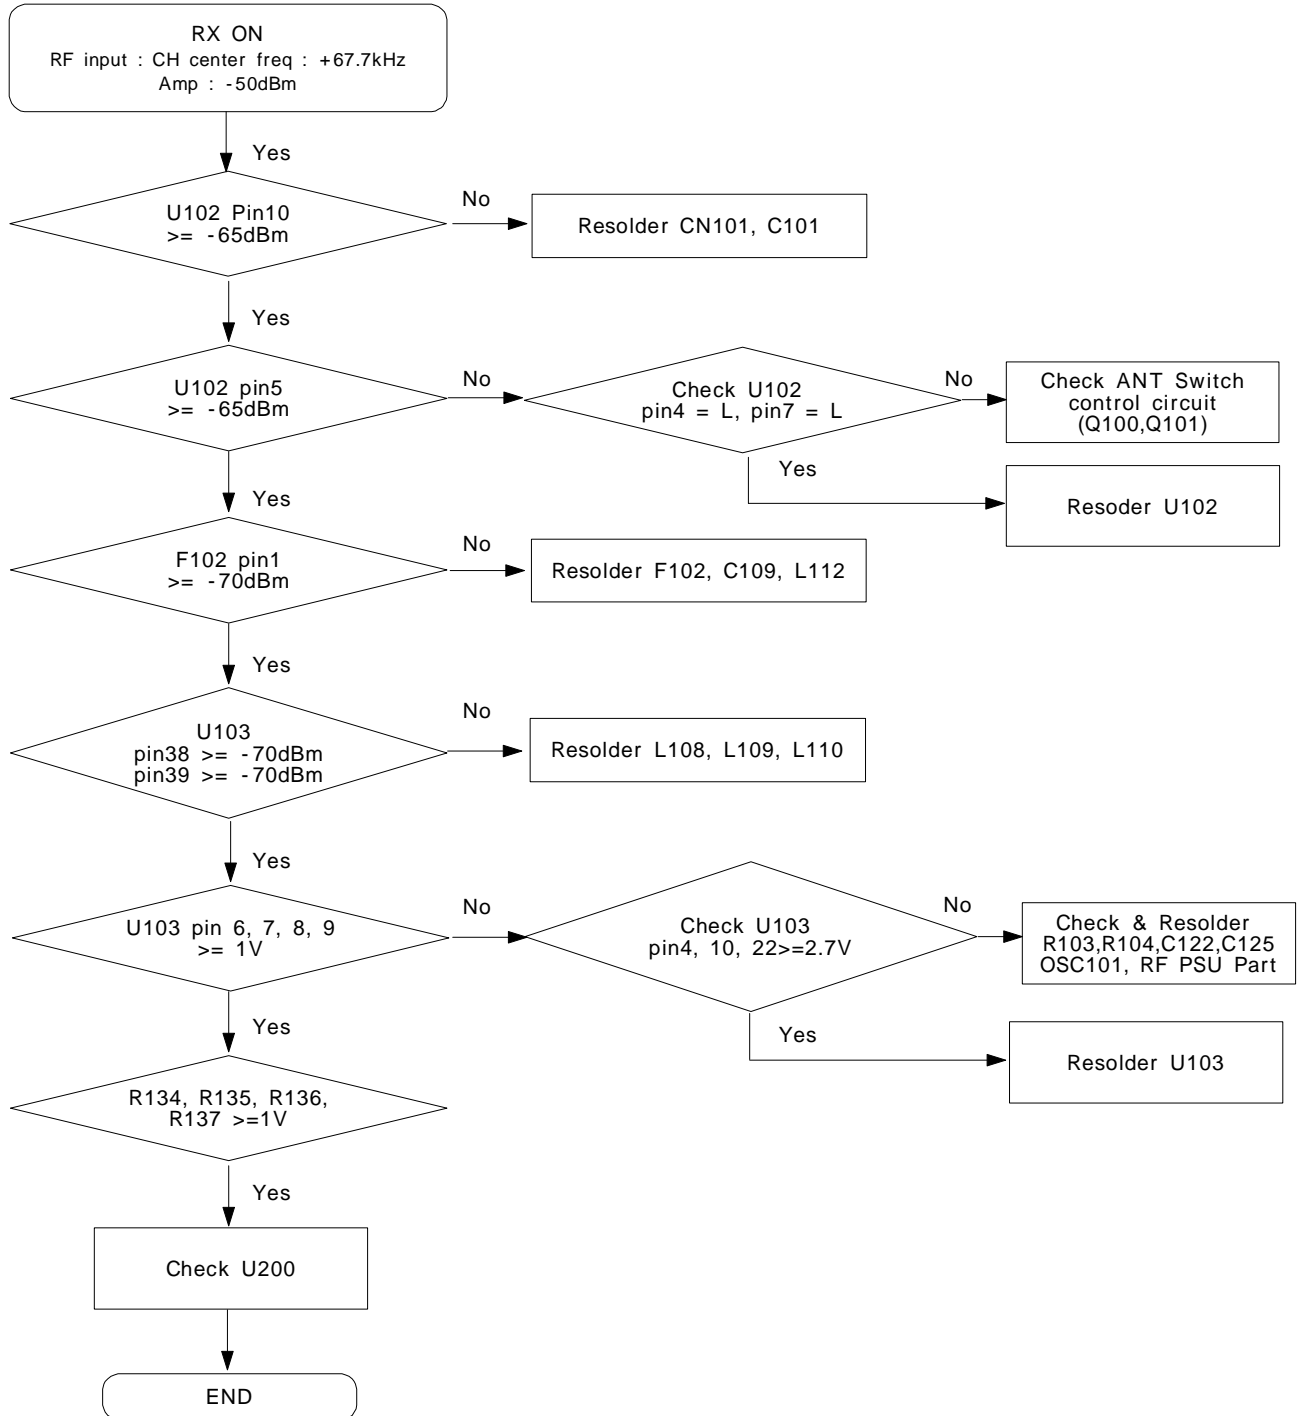 RX ON
RF input : CH center freq : +67.7kHz
Amp : -50dBm
Yes
U102 Pin10
>= -65dBm
No
Resolder CN101, C101
Yes
U102 pin5
>= -65dBm
No
Check U102
pin4 = L, pin7 = L
No
Check ANT Switch
control circuit
(Q100,Q101)
Yes
Resoder U102
Yes
F102 pin1
>= -70dBm
No
Resolder F102, C109, L112
Yes
U103
pin38 >= -70dBm
pin39 >= -70dBm
No
Resolder L108, L109, L110
Yes
U103 pin 6, 7, 8, 9
>= 1V
No
Check U103
pin4, 10, 22>=2.7V
No
Check & Resolder
R103,R104,C122,C125
OSC101, RF PSU Part
Yes
Resolder U103
Yes
R134, R135, R136,
R137 >=1V
Yes
Check U200
END